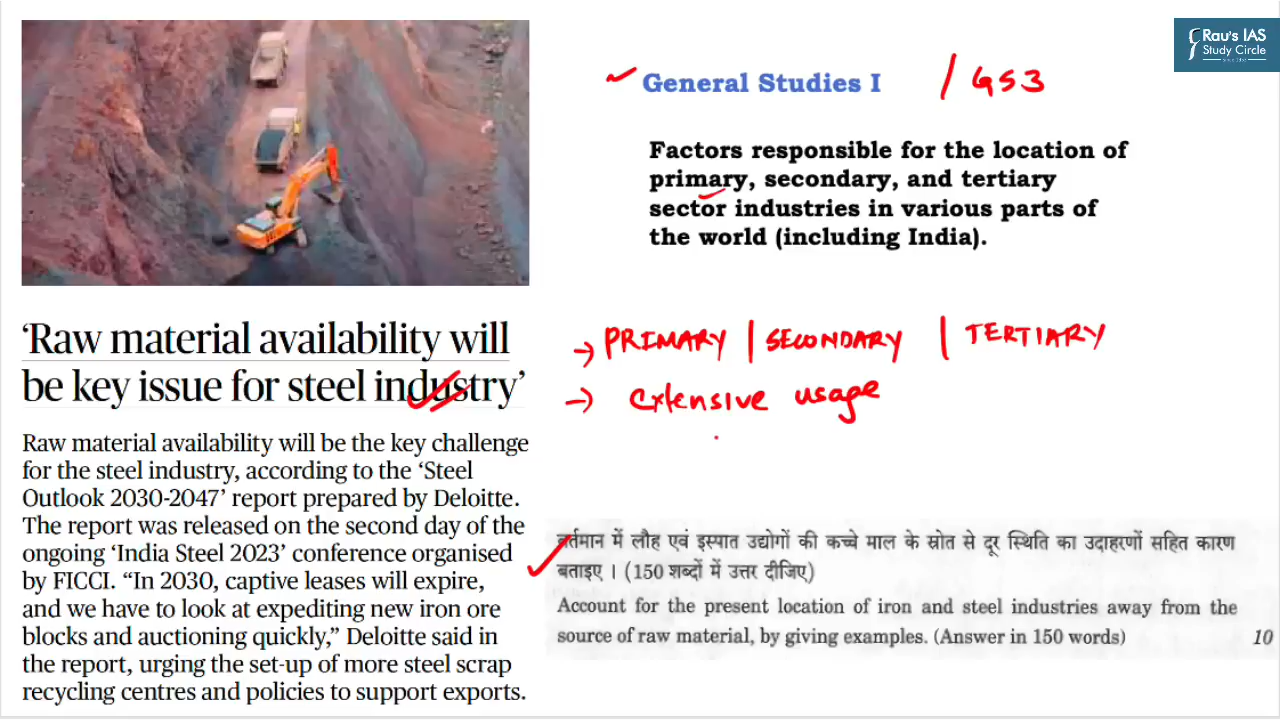 Rau's IAS
Study Circle
General Studies I / GS3
Factors responsible for the location of
primary, secondary, and tertiary
sector industries in various parts of
the world (including India).
‘Raw material availability will
be key issue for steel industry’
Raw material availability will be the key challenge
for the steel industry, according to the ‘Steel
Outlook 2030-2047’ report prepared by Deloitte.
The report was released on the second day of the
ongoing ‘India Steel 2023’ conference organised
by FICCI. “In 2030, captive leases will expire,
and we have to look at expediting new iron ore
blocks and auctioning quickly,” Deloitte said in
the report, urging the set-up of more steel scrap
recycling centres and policies to support exports.
→ PRIMARY | SECONDARY | TERTIARY
→ extensive usage
वर्तमान में लौह एवं इस्पात उद्योगों की कच्चे माल के स्रोत से दूर स्थिति का उदाहरणों सहित कारण
बताइए । (150 शब्दों में उत्तर दीजिए)
Account for the present location of iron and steel industries away from the
source of raw material, by giving examples. (Answer in 150 words) 10